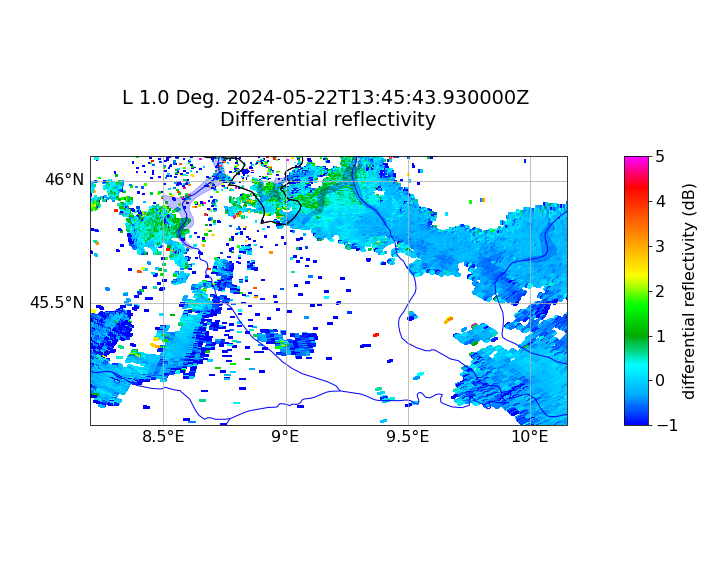 L 1.0 Deg. 2024-05-22T13:45:43.930000Z
Differential reflectivity
46°N
45.5°N
8.5°E
9°E
9.5°E
10°E
5
4
3
2
1
0
−1
differential reflectivity (dB)